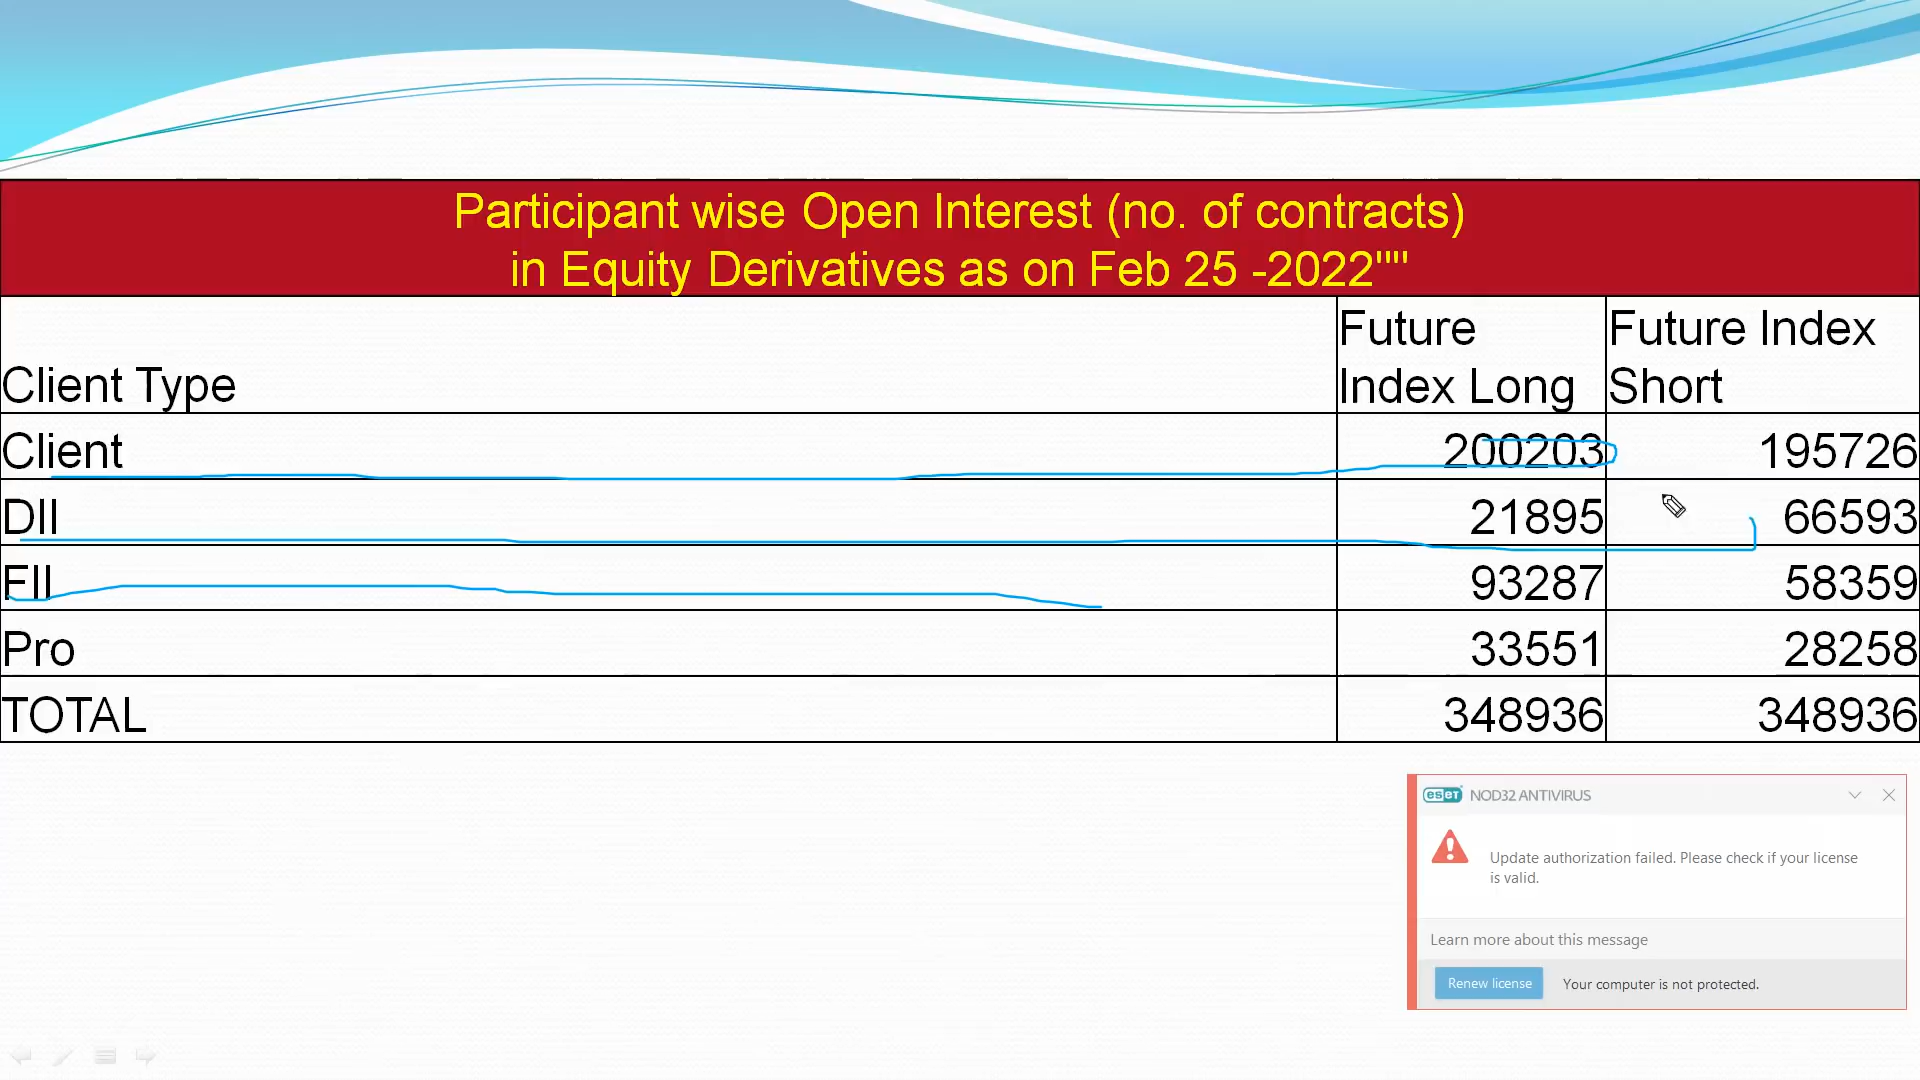 Participant wise Open Interest (no. of contracts)
in Equity Derivatives as on Feb 25 -2022""
Client Type
Future Index Long
Future Index Short
Client 200203 195726
DII 21895 66593
FII 93287 58359
Pro 33551 28258
TOTAL 348936 348936
eseT NOD32 ANTIVIRUS
Update authorization failed. Please check if your license
is valid.
Learn more about this message
Renew license Your computer is not protected.